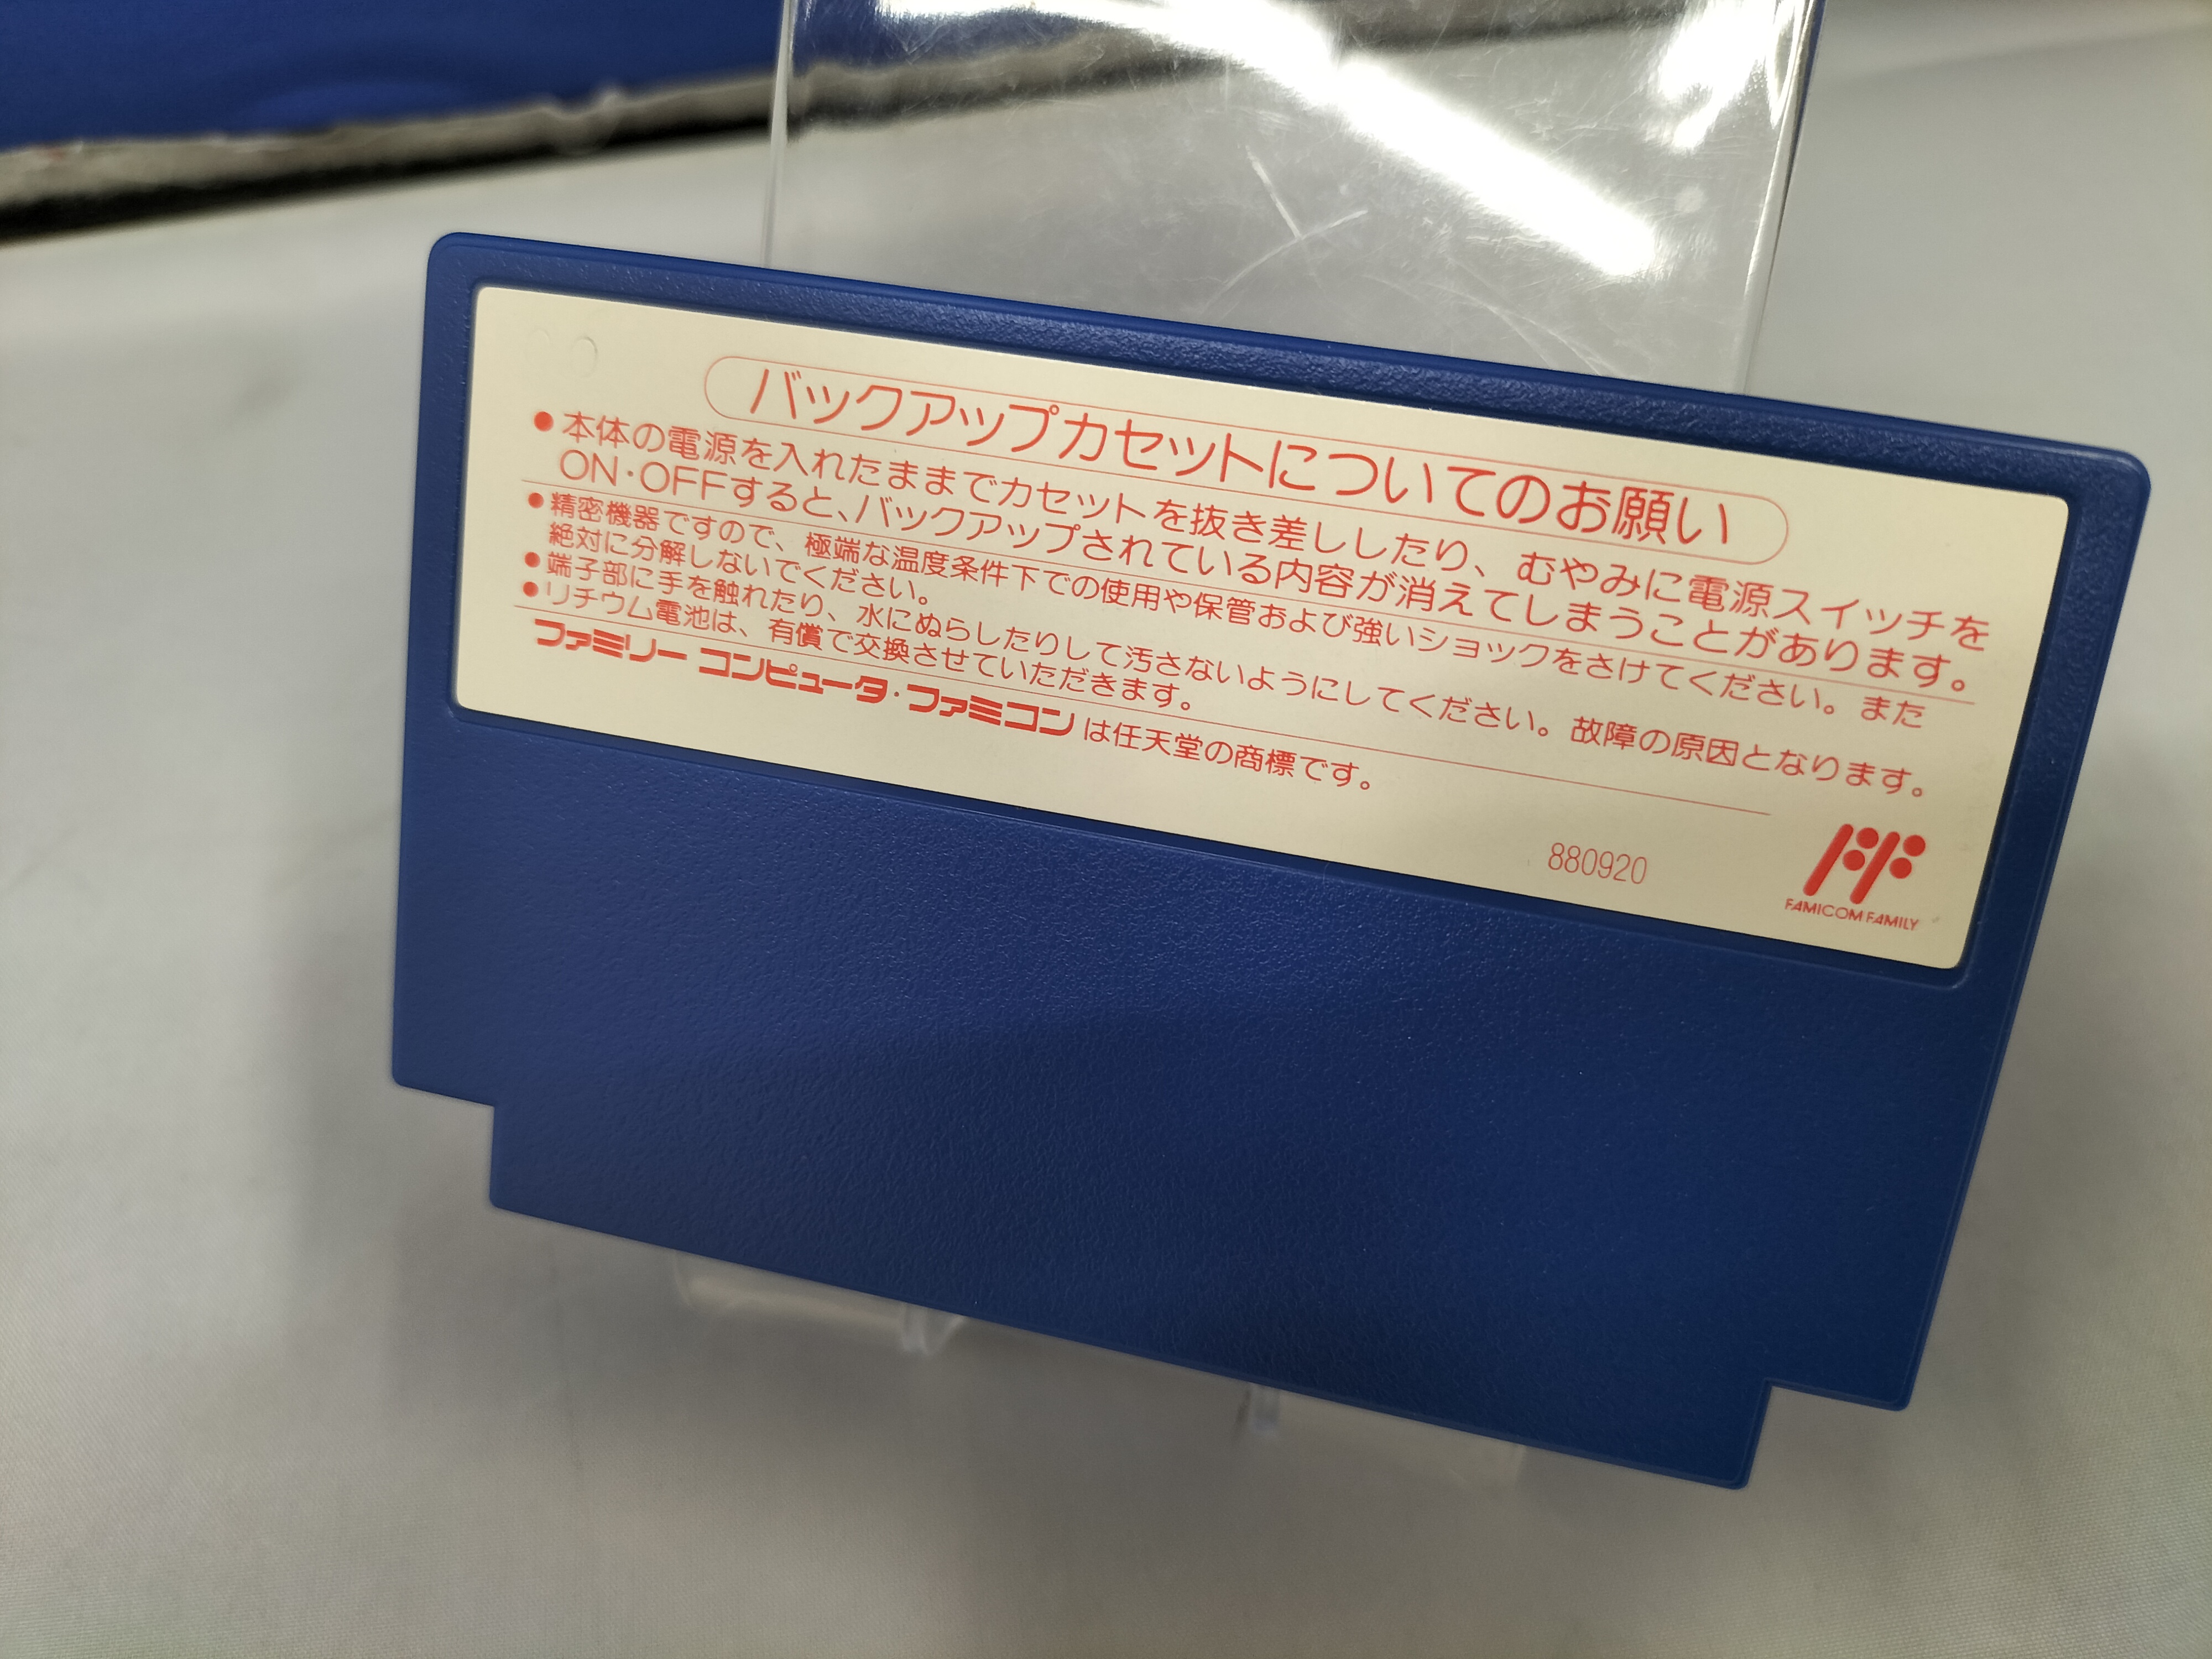 バックアップカセットについてのお願い
●本体の電源を入れたままでカセットを抜き差ししたり、むやみに電源スイッチを
ON・OFFすると、バックアップされている内容が消えてしまうことがあります。
●精密機器ですので、極端な温度条件下での使用や保管および強いショックをさけてください。また
絶対に分解しないでください。
●端子部に手を触れたり、水にぬらしたりして汚さないようにしてください。故障の原因となります。
●リチウム電池は、有償で交換させていただきます。
ファミリー コンピュータ・ファミコン は任天堂の商標です。
880920
FAMICOM FAMILY